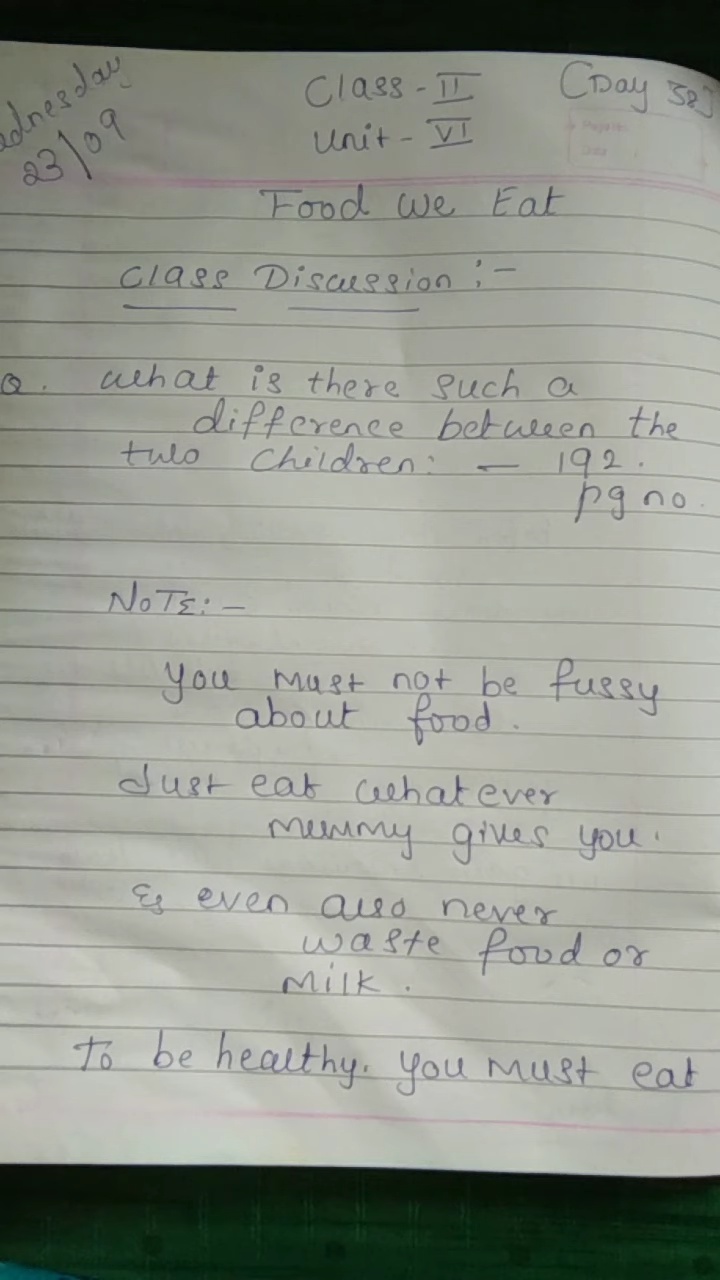 Wednesday
23/09
Class - II
(Day 38)
Unit - VI
Food We Eat
Class Discussion :-
Q. What is there such a
difference between the
two Children: - 192.
pg no.
NOTE: -
You must not be fussy
about food.
Just eat whatever
mummy gives you.
& even also never
waste food or
Milk.
To be healthy. You Must eat